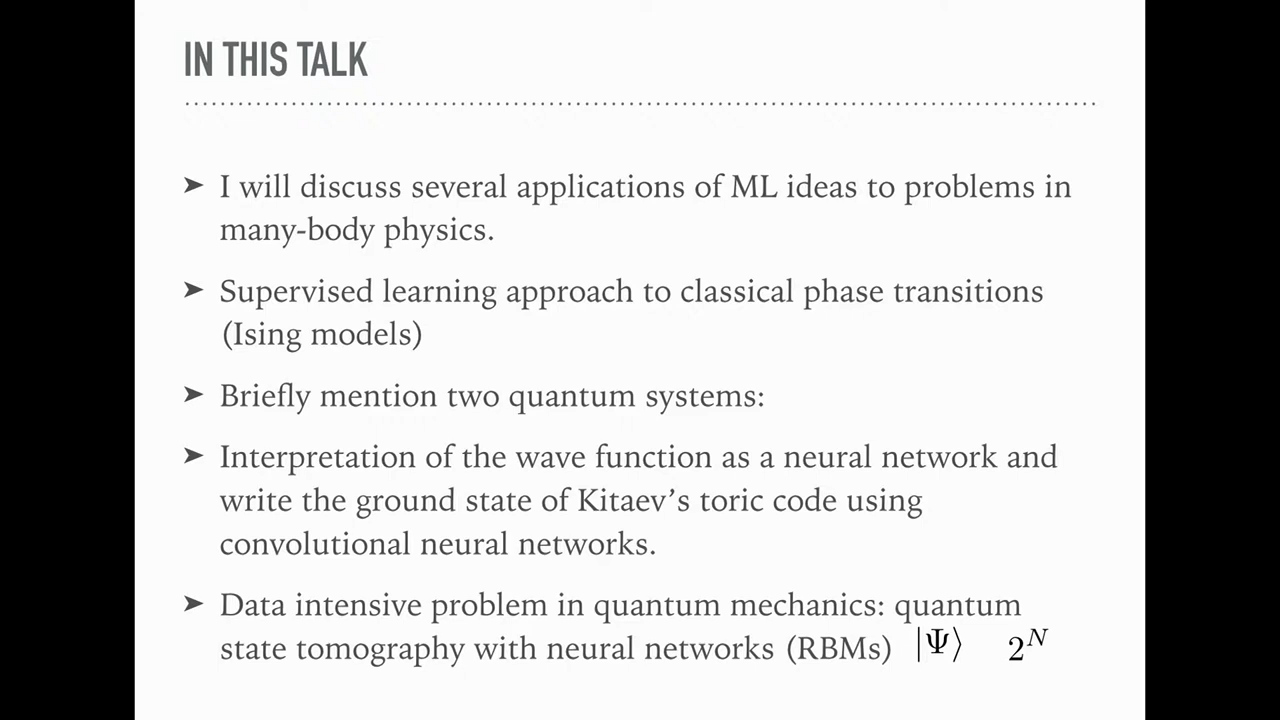 IN THIS TALK
➤ I will discuss several applications of ML ideas to problems in
many-body physics.
➤ Supervised learning approach to classical phase transitions
(Ising models)
➤ Briefly mention two quantum systems:
➤ Interpretation of the wave function as a neural network and
write the ground state of Kitaev’s toric code using
convolutional neural networks.
➤ Data intensive problem in quantum mechanics: quantum
state tomography with neural networks (RBMs) |Ψ⟩ 2^N